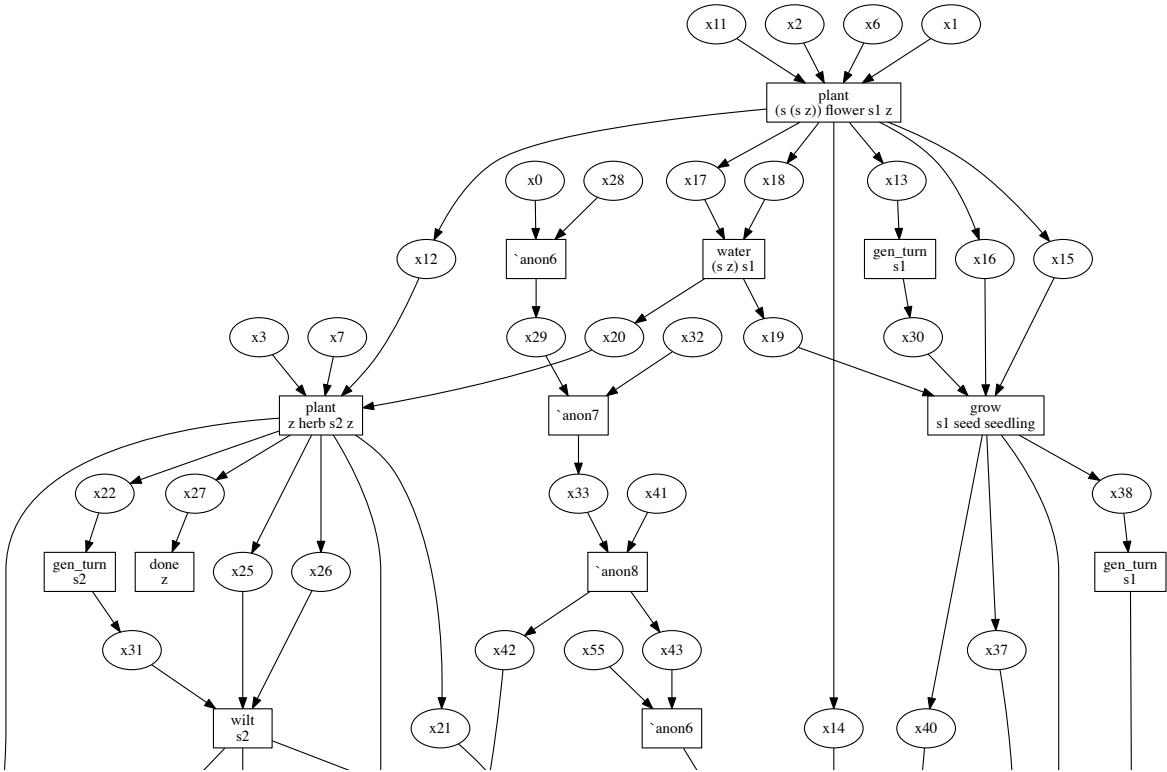 x11
x2
x6
x1
plant
(s (s z)) flower s1 z
x0
x28
x17
x18
x13
x12
`anon6
water
(s z) s1
gen_turn
s1
x16
x15
x3
x7
x29
x20
x32
x19
x30
plant
z herb s2 z
`anon7
grow
s1 seed seedling
x22
x27
x33
x41
x38
gen_turn
s2
done
z
x25
x26
`anon8
gen_turn
s1
x31
x42
x55
x43
x37
wilt
s2
x21
`anon6
x14
x40